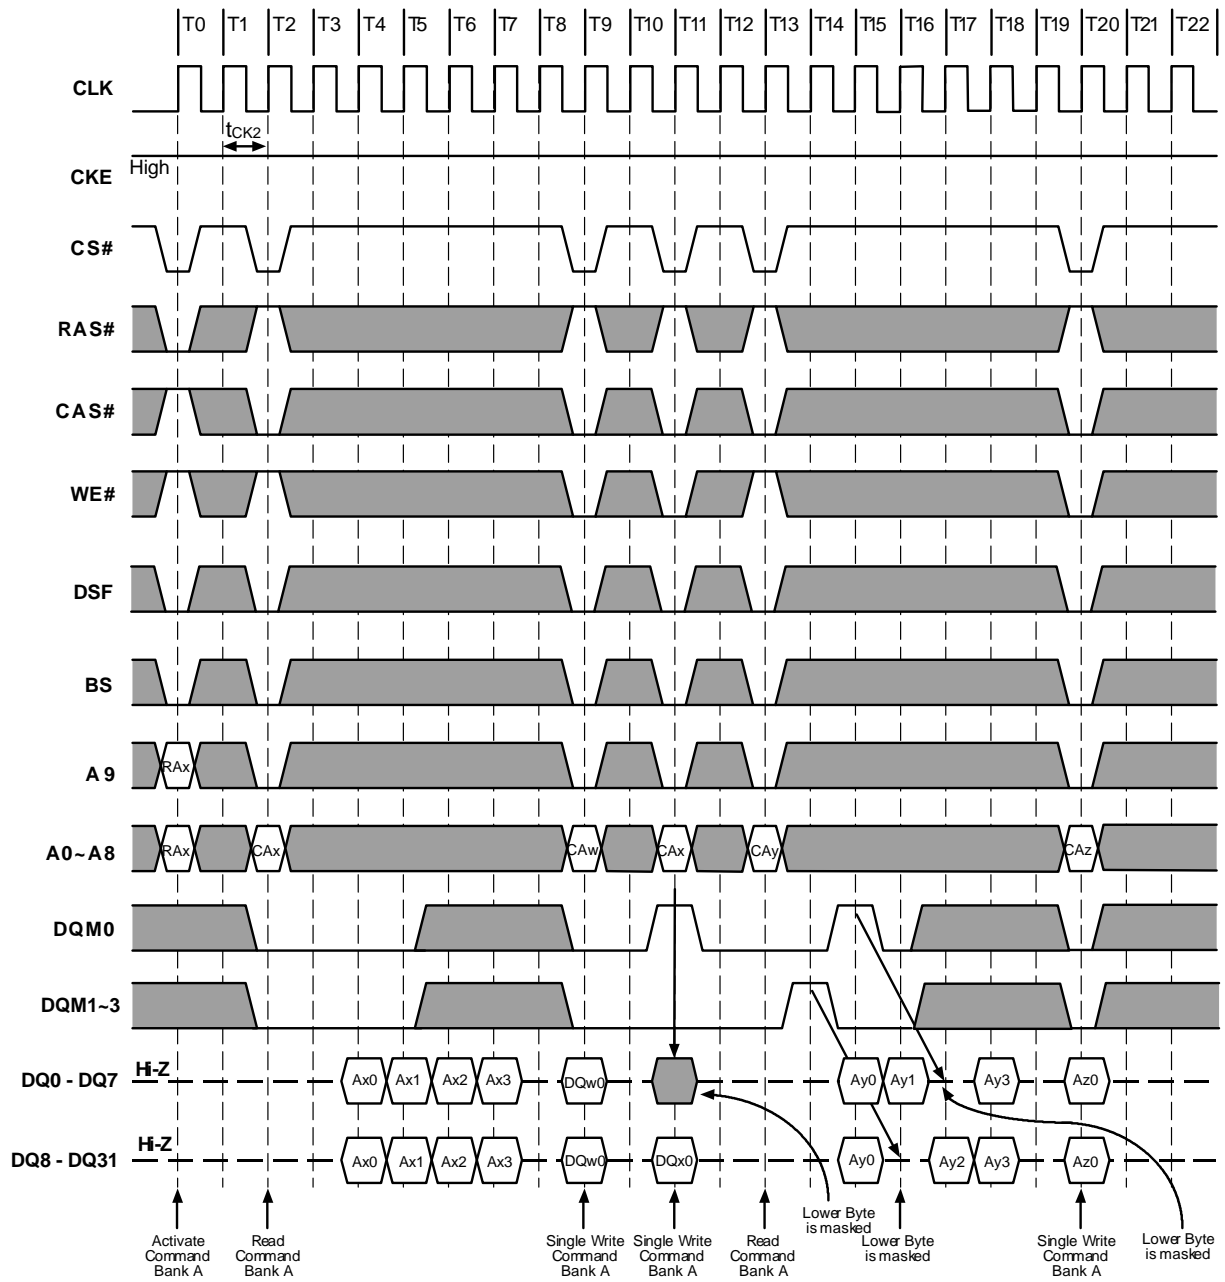 T0 T1 T2 T3 T4 T5 T6 T7 T8 T9 T10 T11 T12 T13 T14 T15 T16 T17 T18 T19 T20 T21 T22
CLK
tCK2
High
CKE
CS#
RAS#
CAS#
WE#
DSF
BS
A9 RAx
A0~A8 RAx CAx CAw CAx CAy CAz
DQM0
DQM1~3
DQ0 - DQ7 Hi-Z Ax0 Ax1 Ax2 Ax3 DQw0 Ay0 Ay1 Ay3 Az0
DQ8 - DQ31 Hi-Z Ax0 Ax1 Ax2 Ax3 DQw0 DQx0 Ay0 Ay2 Ay3 Az0
Activate
Command
Bank A
Read
Command
Bank A
Single Write
Command
Bank A
Single Write
Command
Bank A
Read
Command
Bank A
Lower Byte
is masked
Lower Byte
is masked
Single Write
Command
Bank A
Lower Byte
is masked